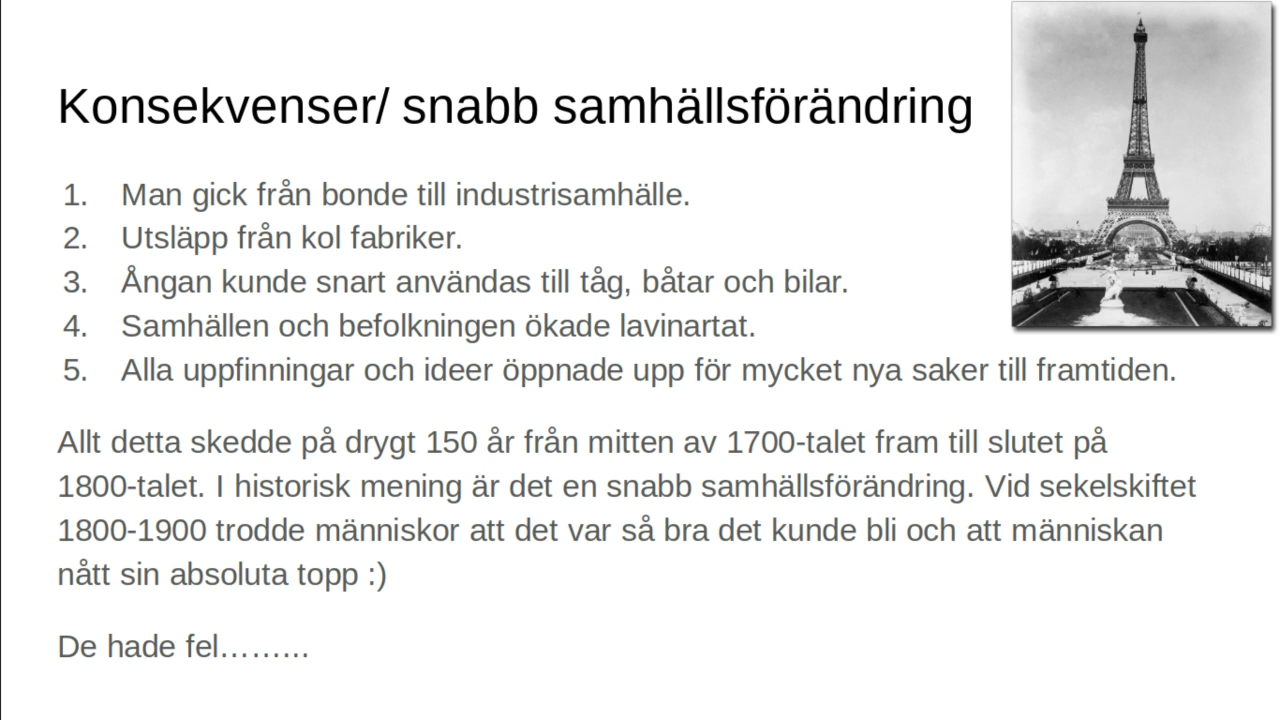 Konsekvenser/ snabb samhällsförändring
1. Man gick från bonde till industrisamhälle.
2. Utsläpp från kol fabriker.
3. Ångan kunde snart användas till tåg, båtar och bilar.
4. Samhällen och befolkningen ökade lavinartat.
5. Alla uppfinningar och ideer öppnade upp för mycket nya saker till framtiden.
Allt detta skedde på drygt 150 år från mitten av 1700-talet fram till slutet på
1800-talet. I historisk mening är det en snabb samhällsförändring. Vid sekelskiftet
1800-1900 trodde människor att det var så bra det kunde bli och att människan
nått sin absoluta topp :)
De hade fel………